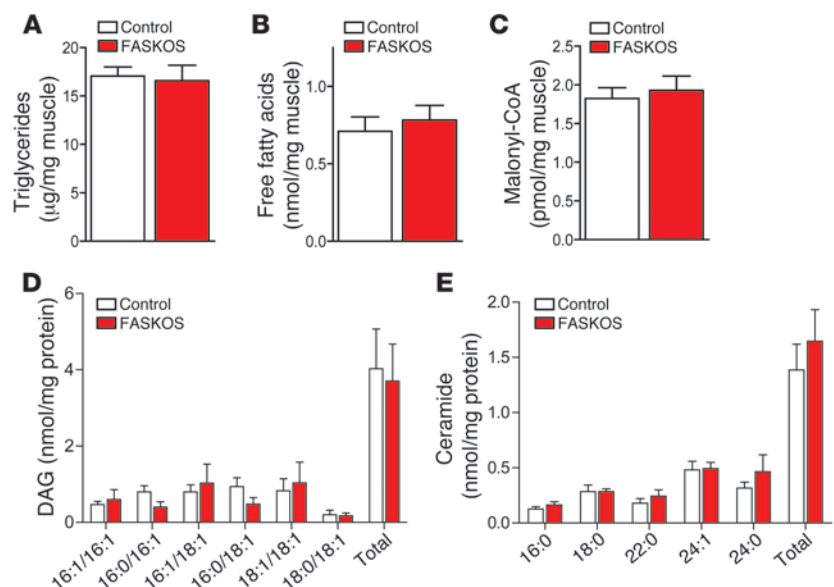 A
Control
FASKOS
Triglycerides
(µg/mg muscle)
20
15
10
5
0
B
Control
FASKOS
Free fatty acids
(nmol/mg muscle)
1.0
0.5
0.0
C
Control
FASKOS
Malonyl-CoA
(pmol/mg muscle)
2.5
2.0
1.5
1.0
0.5
0.0
D
Control
FASKOS
DAG (nmol/mg protein)
6
4
2
0
16:1/16:1
16:0/16:1
16:1/18:1
16:0/18:1
18:1/18:1
18:0/18:1
Total
E
Control
FASKOS
Ceramide
(nmol/mg protein)
2.0
1.5
1.0
0.5
0
16:0
18:0
22:0
24:1
24:0
Total